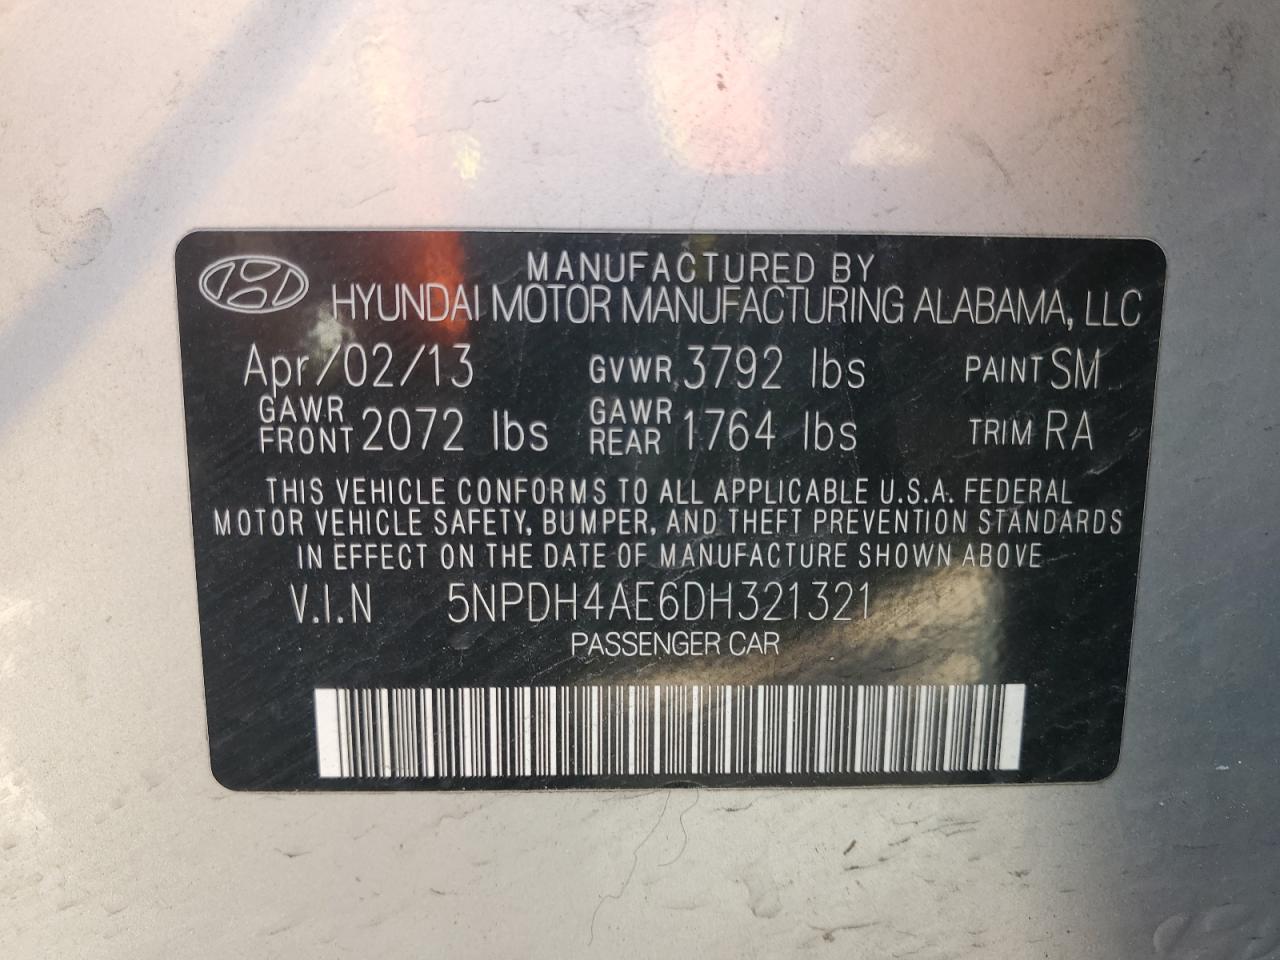 MANUFACTURED BY
HYUNDAI MOTOR MANUFACTURING ALABAMA, LLC
Apr/02/13 GVWR 3792 lbs PAINT SM
GAWR FRONT 2072 lbs GAWR REAR 1764 lbs TRIM RA
THIS VEHICLE CONFORMS TO ALL APPLICABLE U.S.A. FEDERAL
MOTOR VEHICLE SAFETY, BUMPER, AND THEFT PREVENTION STANDARDS
IN EFFECT ON THE DATE OF MANUFACTURE SHOWN ABOVE
V.I.N 5NPDH4AE6DH321321
PASSENGER CAR